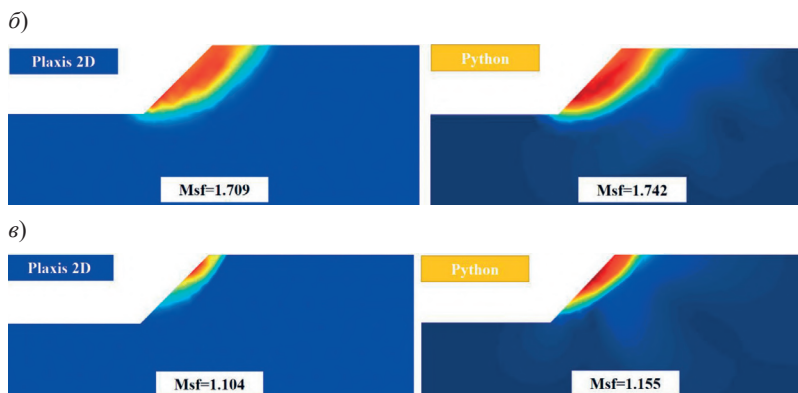 б)
Plaxis 2D
Python
Msf=1.709
Msf=1.742
в)
Plaxis 2D
Python
Msf=1.104
Msf=1.155